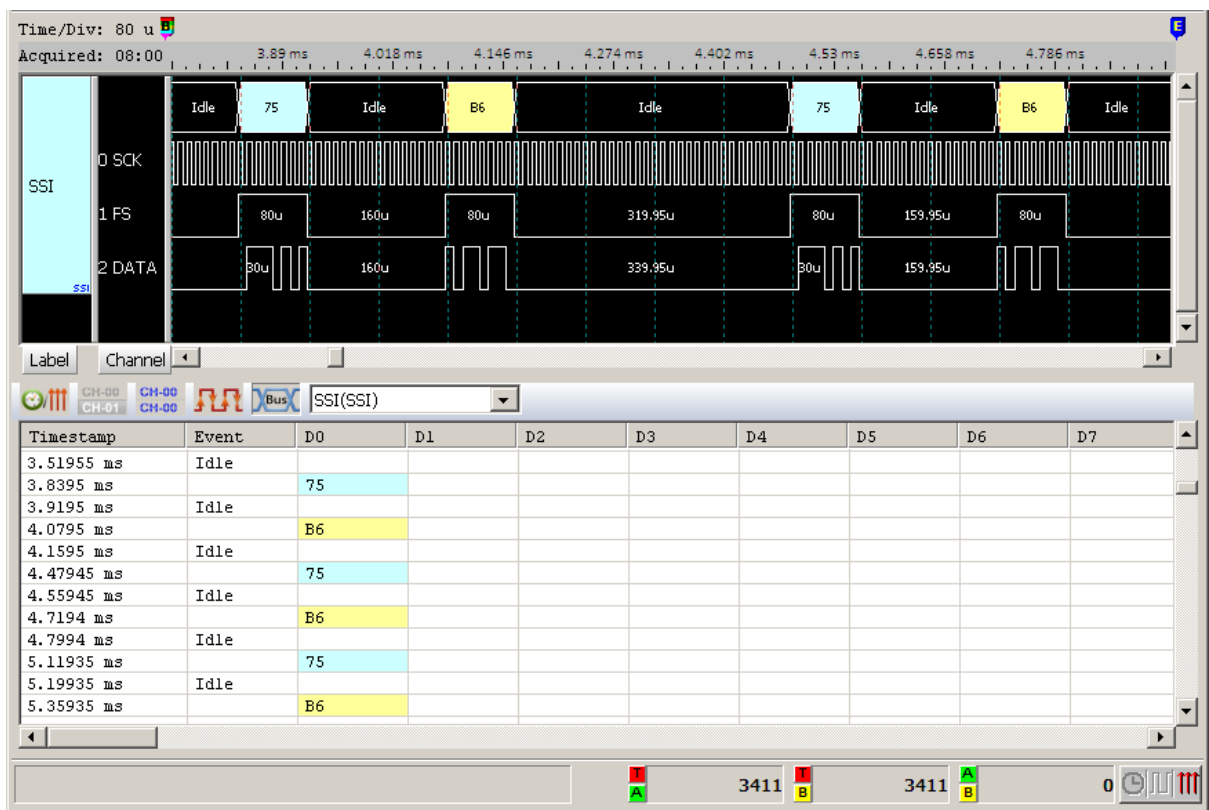 Time/Div: 80 u B E
Acquired: 08:00 3.89 ms 4.018 ms 4.146 ms 4.274 ms 4.402 ms 4.53 ms 4.658 ms 4.786 ms
Idle 75 Idle B6 Idle 75 Idle B6 Idle
0 SCK
SSI
1 FS 80u 160u 80u 319.95u 80u 159.95u 80u
2 DATA 30u 160u 339.95u 30u 159.95u
SSI
Label Channel
CH-00 CH-01 CH-00 CH-00 Bus SSI(SSI)
Timestamp Event D0 D1 D2 D3 D4 D5 D6 D7
3.51955 ms Idle
3.8395 ms 75
3.9195 ms Idle
4.0795 ms B6
4.1595 ms Idle
4.47945 ms 75
4.55945 ms Idle
4.7194 ms B6
4.7994 ms Idle
5.11935 ms 75
5.19935 ms Idle
5.35935 ms B6
T A 3411 T B 3411 A B 0